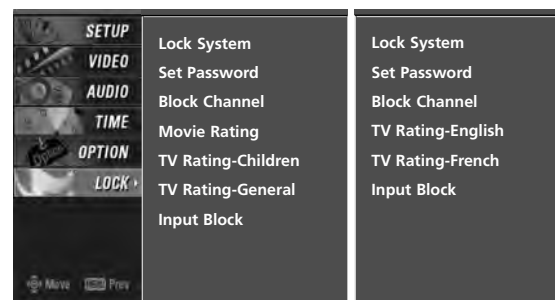 SETUP
VIDEO
AUDIO
TIME
OPTION
LOCK
Move Prev
Lock System
Set Password
Block Channel
Movie Rating
TV Rating-Children
TV Rating-General
Input Block
Lock System
Set Password
Block Channel
TV Rating-English
TV Rating-French
Input Block